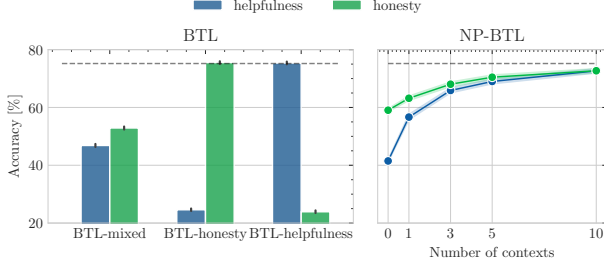 helpfulness honesty
BTL NP-BTL
80
60
40
20
Accuracy [%]
BTL-mixed BTL-honesty BTL-helpfulness
0 1 3 5 10
Number of contexts